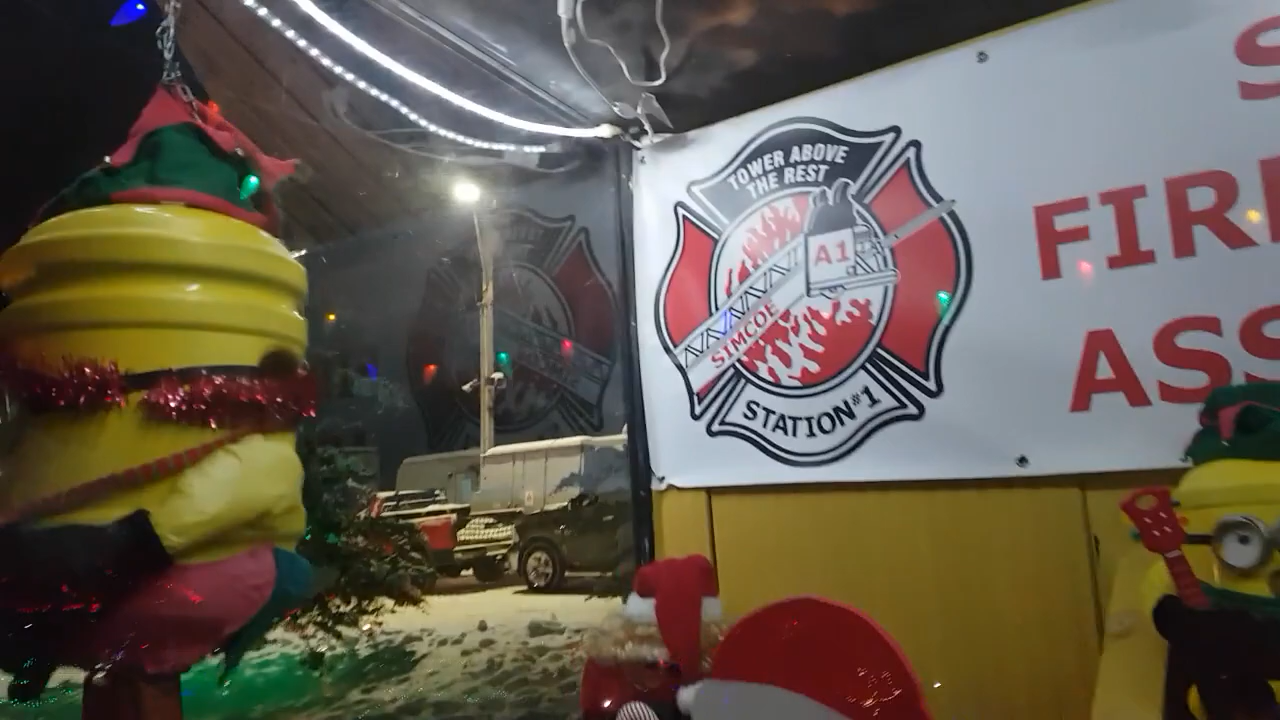 TOWER ABOVE
THE REST
A1
SIMCOE
STATION #1
S
FIR
ASS